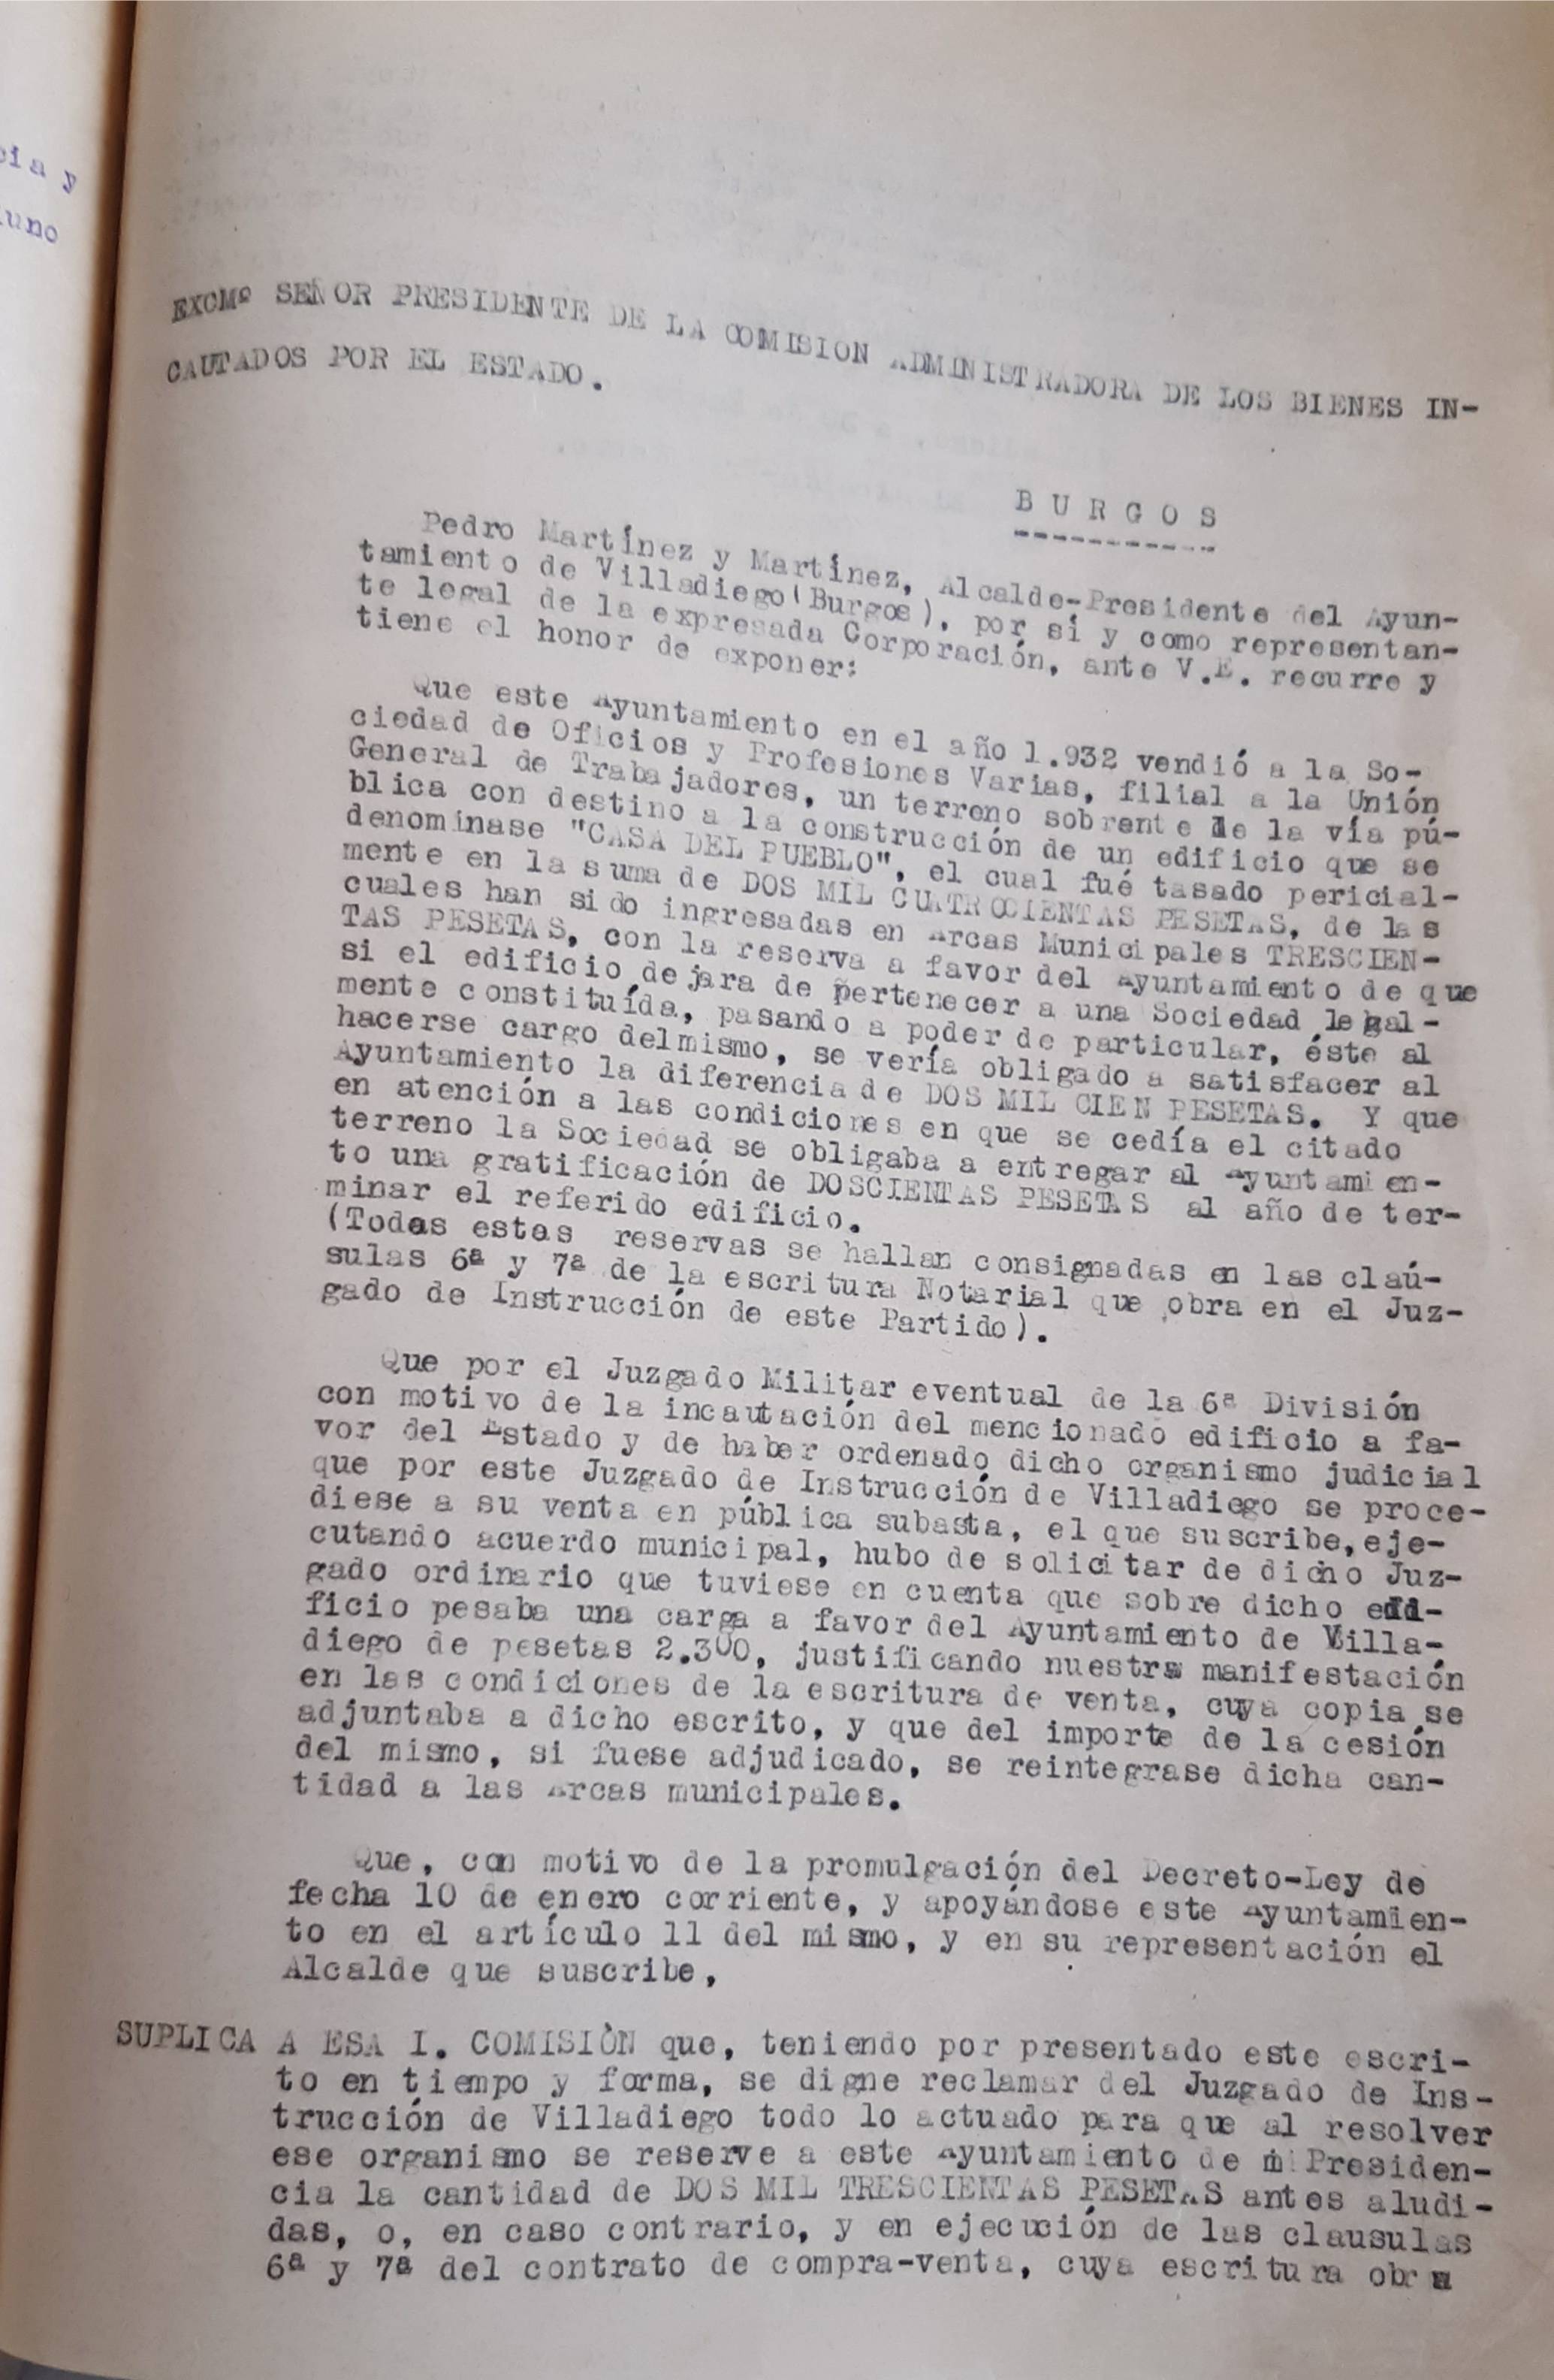 cia y
uno
EXCMº SEÑOR PRESIDENTE DE LA COMISION ADMINISTRADORA DE LOS BIENES IN-
CAUTADOS POR EL ESTADO.
B U R G O S
Pedro Martínez y Martínez, Alcalde-Presidente del Ayun-
tamiento de Villadiego(Burgos), por sí y como representan-
te legal de la expresada Corporación, ante V.E. recurre y
tiene el honor de exponer:
Que este Ayuntamiento en el año 1.932 vendió a la So-
ciedad de Oficios y Profesiones Varias, filial a la Unión
General de Trabajadores, un terreno sobrente de la vía pú-
blica con destino a la construcción de un edificio que se
denominase "CASA DEL PUEBLO", el cual fué tasado pericial-
mente en la suma de DOS MIL CUATROCIENTAS PESETAS, de las
cuales han sido ingresadas en Arcas Municipales TRESCIEN-
TAS PESETAS, con la reserva a favor del Ayuntamiento de que
si el edificio dejara de pertenecer a una Sociedad legal-
mente constituída, pasando a poder de particular, éste al
hacerse cargo delmismo, se vería obligado a satisfacer al
Ayuntamiento la diferencia de DOS MIL CIEN PESETAS. Y que
en atención a las condiciones en que se cedía el citado
terreno la Sociedad se obligaba a entregar al Ayuntamien-
to una gratificación de DOSCIENTAS PESETAS al año de ter-
minar el referido edificio.
(Todas estas reservas se hallan consignadas en las claú-
sulas 6ª y 7ª de la escritura Notarial que obra en el Juz-
gado de Instrucción de este Partido).
Que por el Juzgado Militar eventual de la 6ª División
con motivo de la incautación del mencionado edificio a fa-
vor del Estado y de haber ordenado dicho organismo judicial
que por este Juzgado de Instrucción de Villadiego se proce-
diese a su venta en pública subasta, el que suscribe, eje-
cutando acuerdo municipal, hubo de solicitar de dicho Juz-
gado ordinario que tuviese en cuenta que sobre dicho edi-
ficio pesaba una carga a favor del Ayuntamiento de Villa-
diego de pesetas 2.300, justificando nuestra manifestación
en las condiciones de la escritura de venta, cuya copia se
adjuntaba a dicho escrito, y que del importe de la cesión
del mismo, si fuese adjudicado, se reintegrase dicha can-
tidad a las Arcas municipales.
Que, con motivo de la promulgación del Decreto-Ley de
fecha 10 de enero corriente, y apoyándose este Ayuntamien-
to en el artículo 11 del mismo, y en su representación el
Alcalde que suscribe,
SUPLICA A ESA I. COMISIÒN que, teniendo por presentado este escri-
to en tiempo y forma, se digne reclamar del Juzgado de Ins-
trucción de Villadiego todo lo actuado para que al resolver
ese organismo se reserve a este Ayuntamiento de mi Presiden-
cia la cantidad de DOS MIL TRESCIENTAS PESETAS antes aludi-
das, o, en caso contrario, y en ejecución de las clausulas
6ª y 7ª del contrato de compra-venta, cuya escritura obra